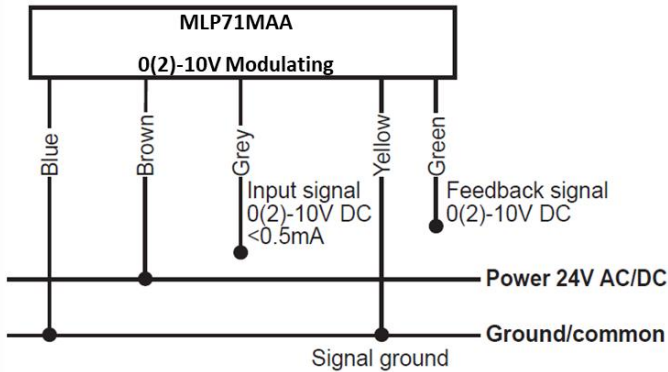 MLP71MAA
0(2)-10V Modulating
Blue
Brown
Grey
Yellow
Green
Input signal
0(2)-10V DC
<0.5mA
Feedback signal
0(2)-10V DC
Power 24V AC/DC
Ground/common
Signal ground